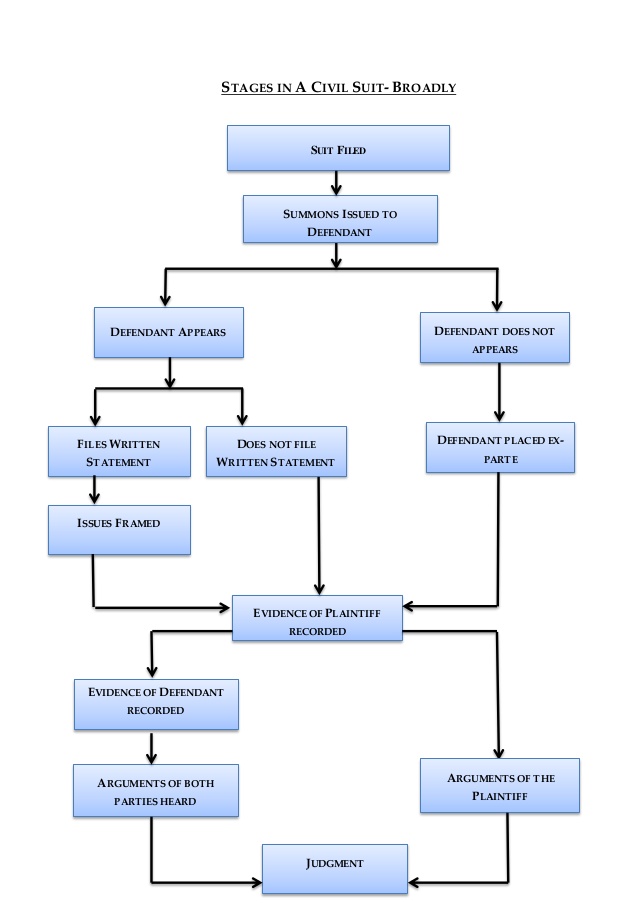 STAGES IN A CIVIL SUIT- BROADLY
SUIT FILED
SUMMONS ISSUED TO
DEFENDANT
DEFENDANT APPEARS
DEFENDANT DOES NOT
APPEARS
FILES WRITTEN
STATEMENT
DOES NOT FILE
WRITTEN STATEMENT
DEFENDANT PLACED EX-
PARTE
ISSUES FRAMED
EVIDENCE OF PLAINTIFF
RECORDED
EVIDENCE OF DEFENDANT
RECORDED
ARGUMENTS OF BOTH
PARTIES HEARD
ARGUMENTS OF THE
PLAINTIFF
JUDGMENT